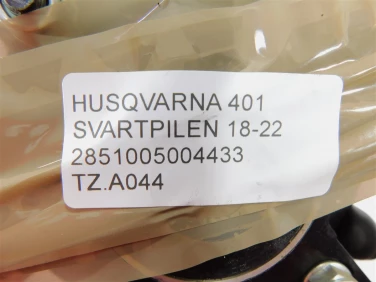 HUSQVARNA 401
SVARTPILEN 18-22
2851005004433
TZ.A044